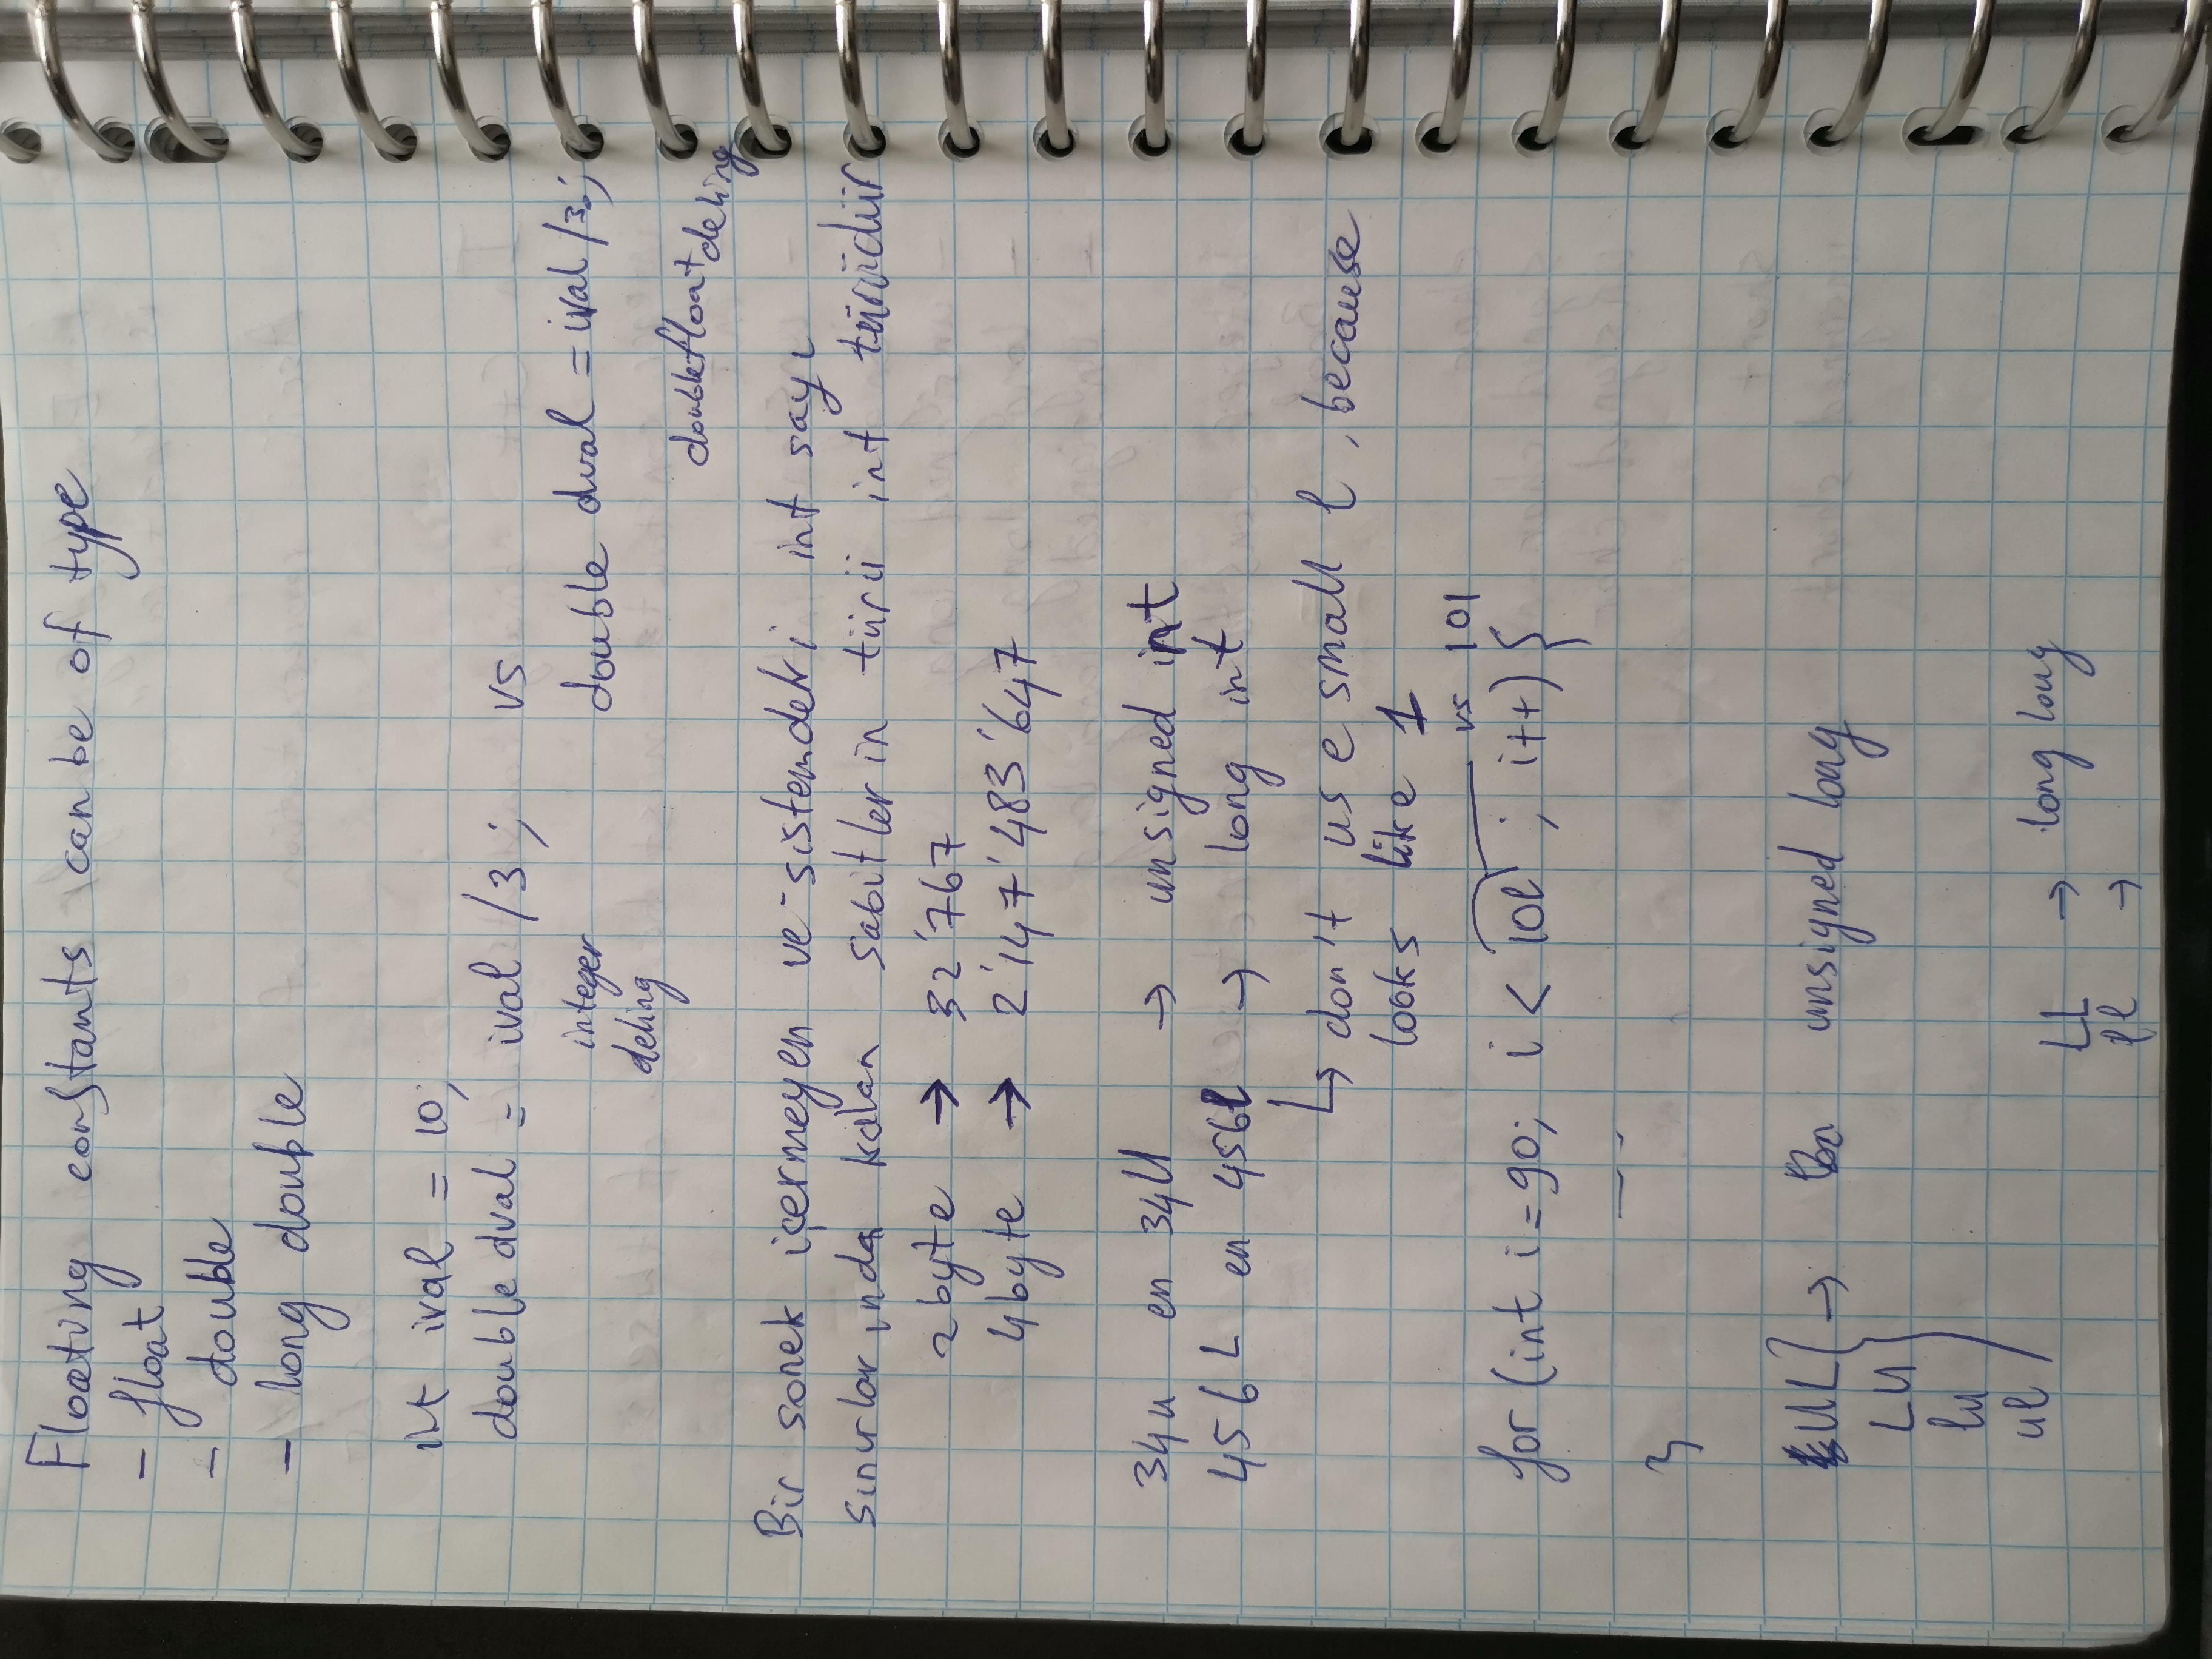 Floating constants can be of type
- float
- double
- long double
int ival = 10;
double dval = ival /3; vs
double dval = ival /3.;
integer
deling
double float deling
Bir sonek içermeyen ve sistemdeki int sayı
sınırlarında kalan sabitlerin türü int türüdür
2byte → 32'767
4byte → 2'147'483'647
34u en 34U → unsigned int
456L en 456l → long int
↳ don't use small l, because
looks like 1
vs 101
for (int i=90; i < 10l ; i++) {
}
UL → unsigned long
LU
lu
ul
LL → long long
ll →